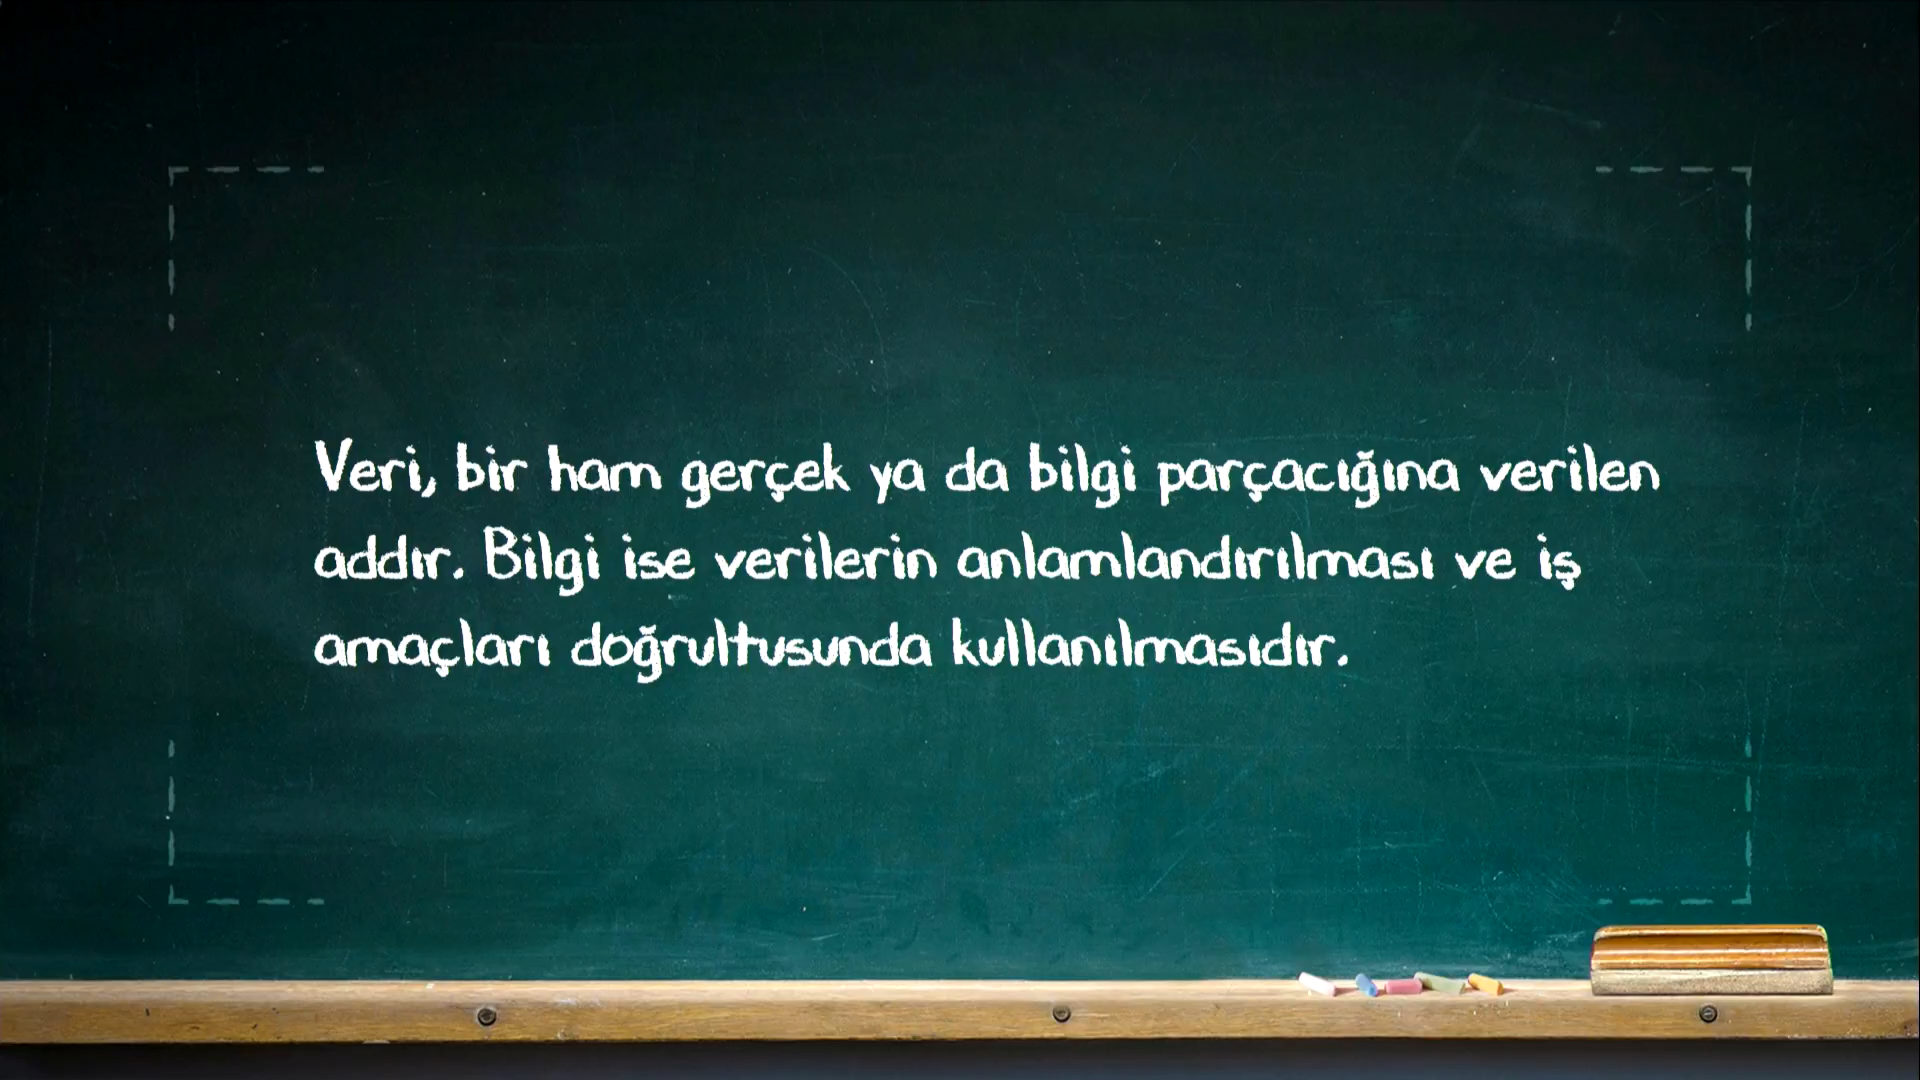 Veri, bir ham gerçek ya da bilgi parçacığına verilen
addır. Bilgi ise verilerin anlamlandırılması ve iş
amaçları doğrultusunda kullanılmasıdır.